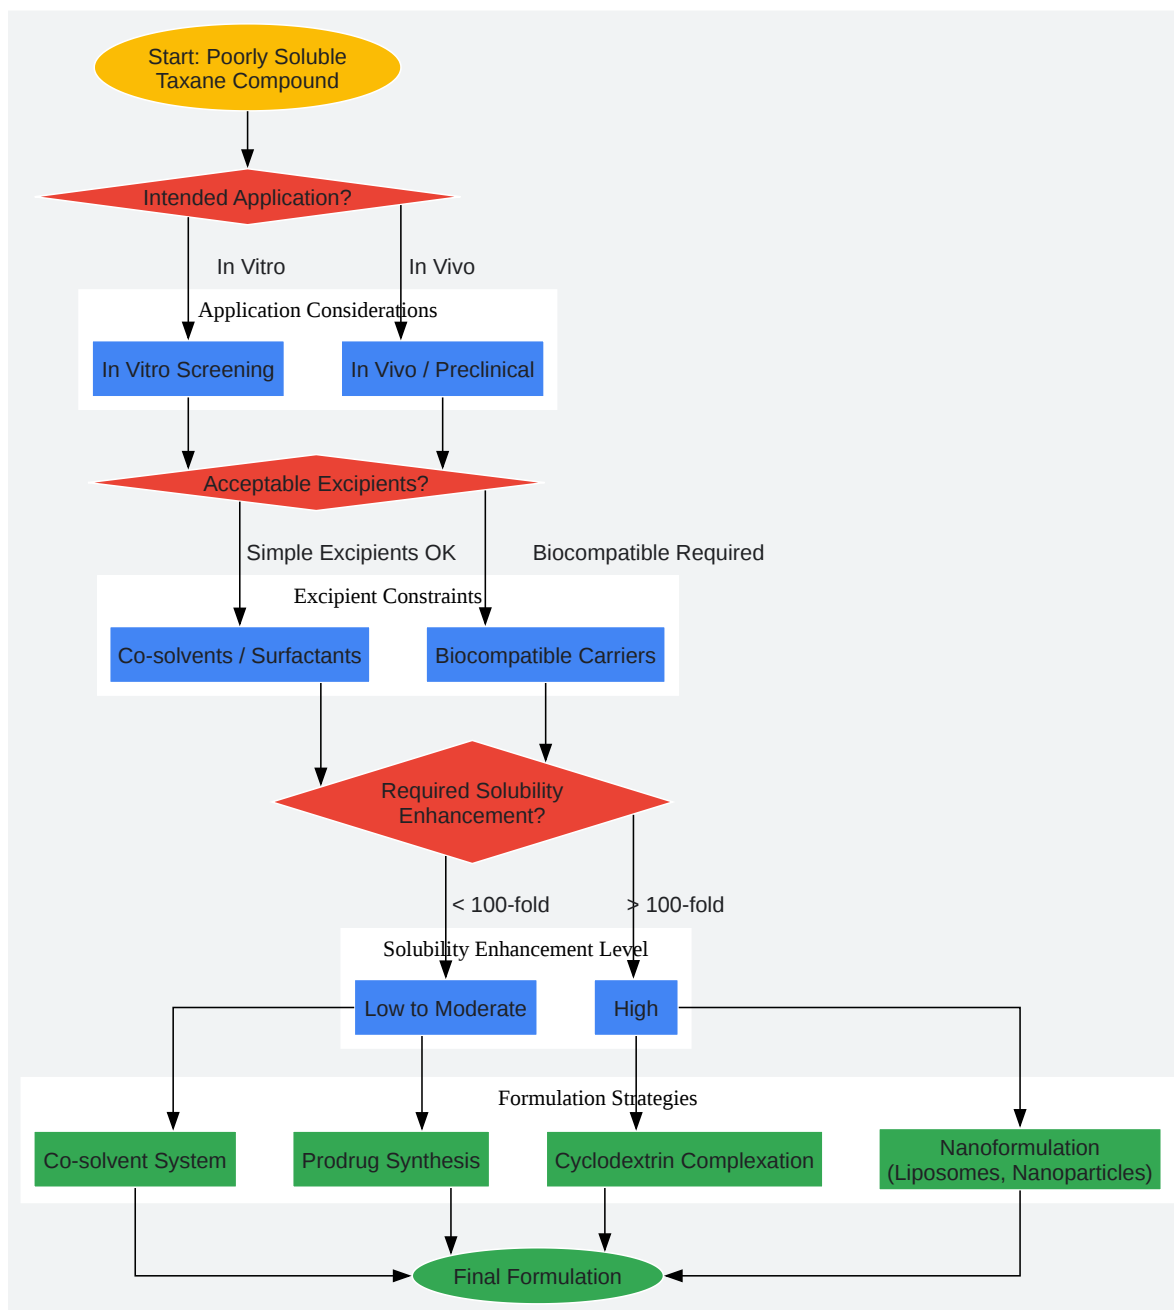 Start: Poorly Soluble
Taxane Compound
Intended Application?
In Vitro
In Vivo
Application Considerations
In Vitro Screening
In Vivo / Preclinical
Acceptable Excipients?
Simple Excipients OK
Biocompatible Required
Excipient Constraints
Co-solvents / Surfactants
Biocompatible Carriers
Required Solubility
Enhancement?
< 100-fold
> 100-fold
Solubility Enhancement Level
Low to Moderate
High
Formulation Strategies
Co-solvent System
Prodrug Synthesis
Cyclodextrin Complexation
Nanoformulation
(Liposomes, Nanoparticles)
Final Formulation